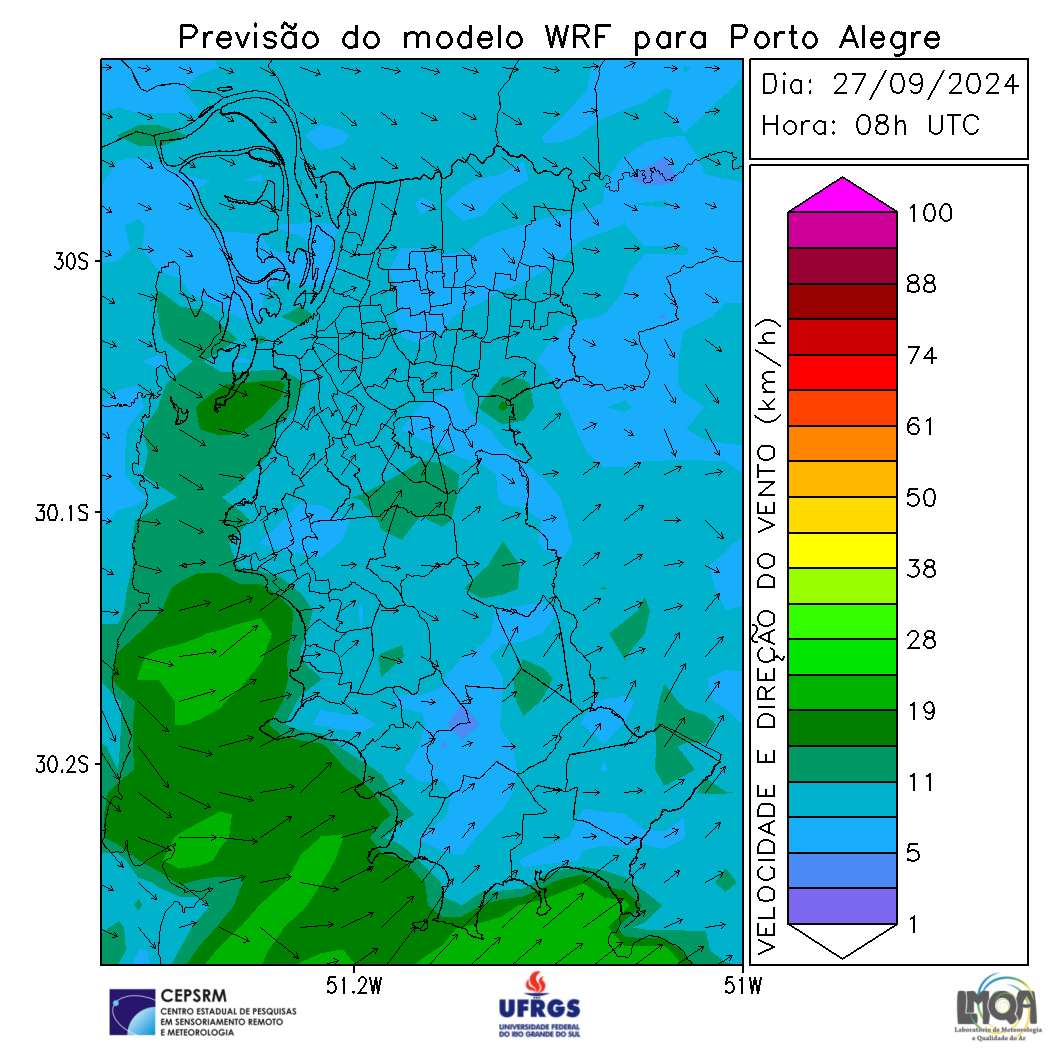 Previsão do modelo WRF para Porto Alegre
Dia: 27/09/2024
Hora: 08h UTC
30S
30.1S
30.2S
51.2W
51W
VELOCIDADE E DIREÇÃO DO VENTO (km/h)
100
88
74
61
50
38
28
19
11
5
1
CEPSRM
CENTRO ESTADUAL DE PESQUISAS
EM SENSORIAMENTO REMOTO
E METEOROLOGIA
UFRGS
UNIVERSIDADE FEDERAL
DO RIO GRANDE DO SUL
LMQA
Laboratório de Meteorologia
e Qualidade do Ar